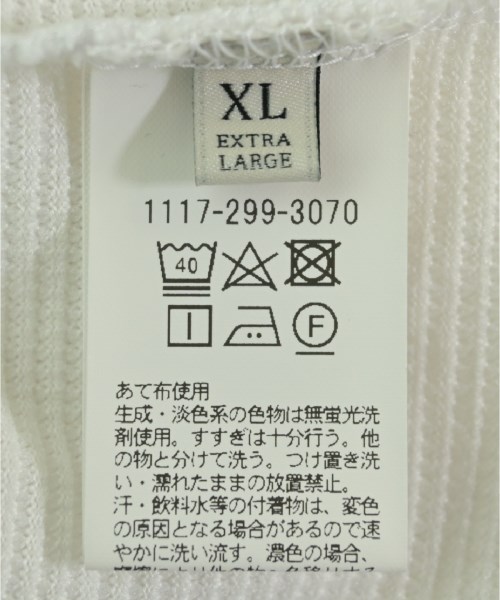 XL
EXTRA
LARGE
1117-299-3070
40
F
あて布使用
生成・淡色系の色物は無蛍光洗
剤使用。すすぎは十分行う。他
の物と分けて洗う。つけ置き洗
い・濡れたままの放置禁止。
汗・飲料水等の付着物は、変色
の原因となる場合があるので速
やかに洗い流す。濃色の場合、